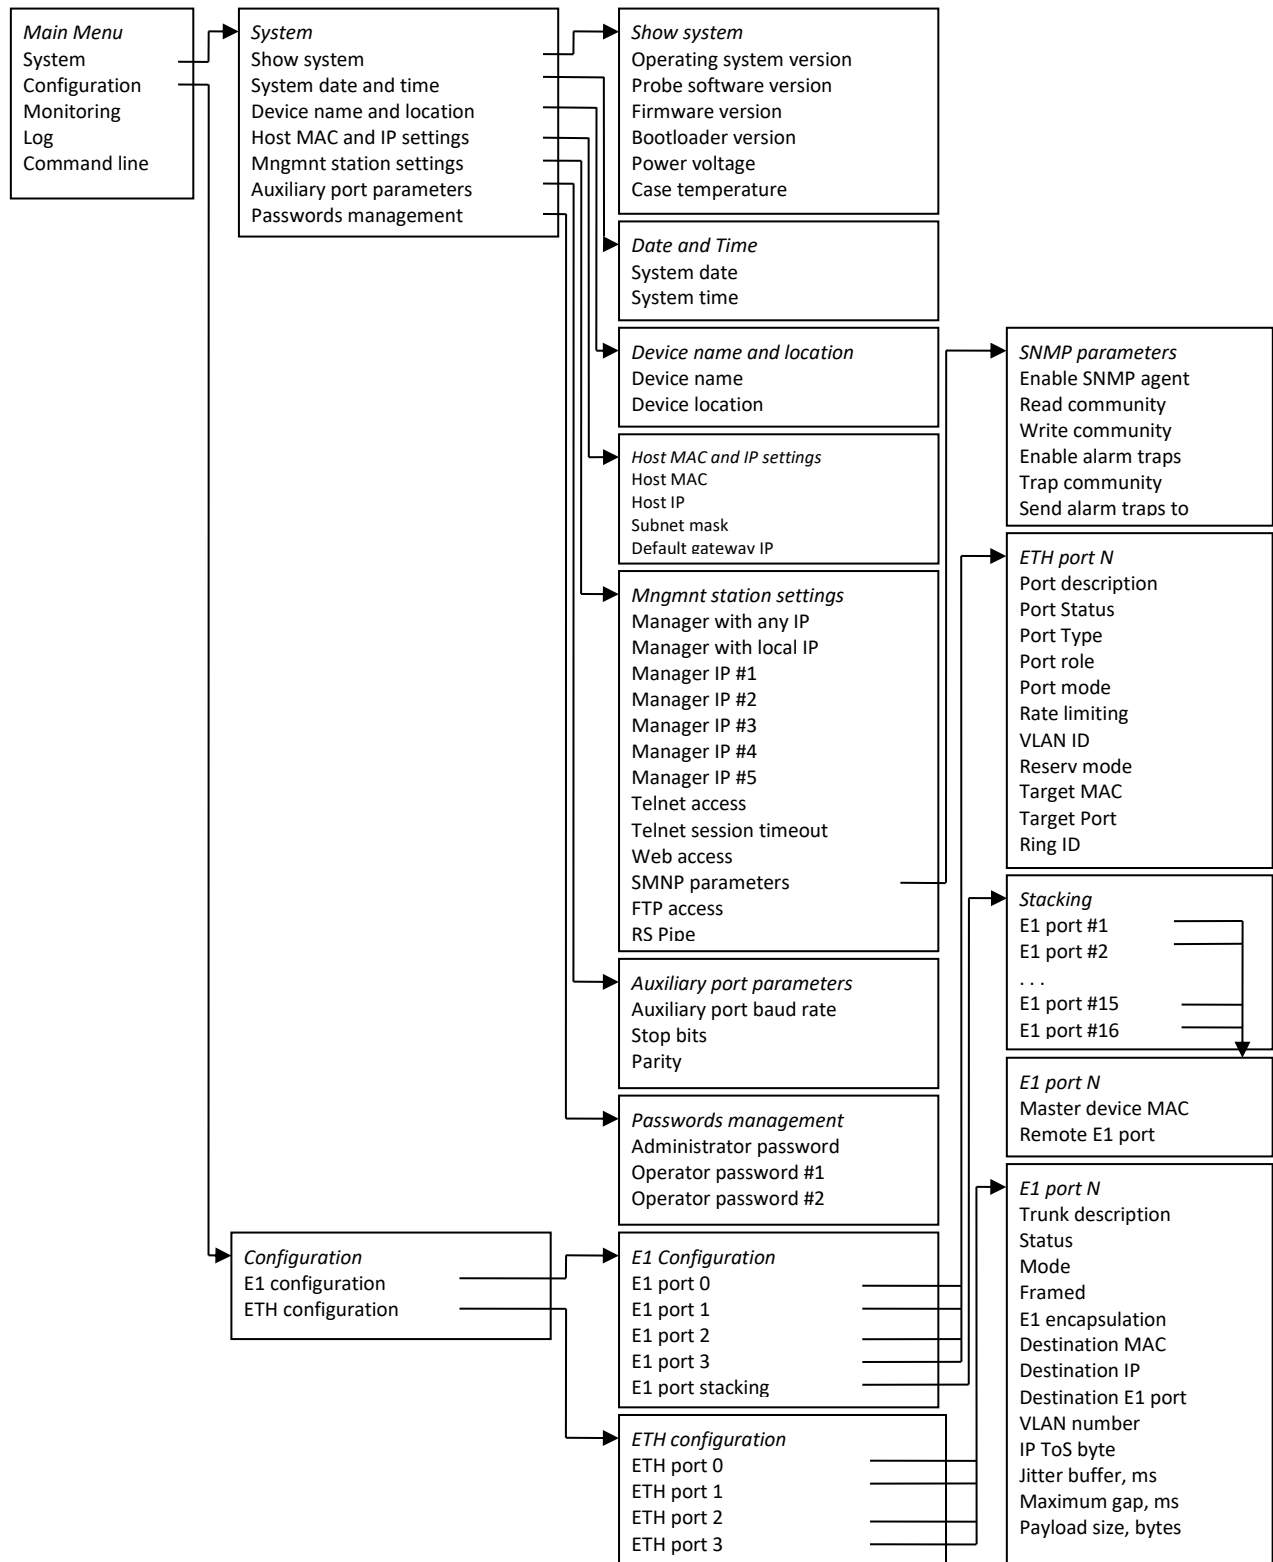 Main Menu
System
Configuration
Monitoring
Log
Command line
System
Show system
System date and time
Device name and location
Host MAC and IP settings
Mngmnt station settings
Auxiliary port parameters
Passwords management
Show system
Operating system version
Probe software version
Firmware version
Bootloader version
Power voltage
Case temperature
Date and Time
System date
System time
Device name and location
Device name
Device location
Host MAC and IP settings
Host MAC
Host IP
Subnet mask
Default gateway IP
Mngmnt station settings
Manager with any IP
Manager with local IP
Manager IP #1
Manager IP #2
Manager IP #3
Manager IP #4
Manager IP #5
Telnet access
Telnet session timeout
Web access
SMNP parameters
FTP access
RS Pipe
Auxiliary port parameters
Auxiliary port baud rate
Stop bits
Parity
Passwords management
Administrator password
Operator password #1
Operator password #2
SNMP parameters
Enable SNMP agent
Read community
Write community
Enable alarm traps
Trap community
Send alarm traps to
ETH port N
Port description
Port Status
Port Type
Port role
Port mode
Rate limiting
VLAN ID
Reserv mode
Target MAC
Target Port
Ring ID
Stacking
E1 port #1
E1 port #2
. . .
E1 port #15
E1 port #16
E1 port N
Master device MAC
Remote E1 port
Configuration
E1 configuration
ETH configuration
E1 Configuration
E1 port 0
E1 port 1
E1 port 2
E1 port 3
E1 port stacking
ETH configuration
ETH port 0
ETH port 1
ETH port 2
ETH port 3
E1 port N
Trunk description
Status
Mode
Framed
E1 encapsulation
Destination MAC
Destination IP
Destination E1 port
VLAN number
IP ToS byte
Jitter buffer, ms
Maximum gap, ms
Payload size, bytes